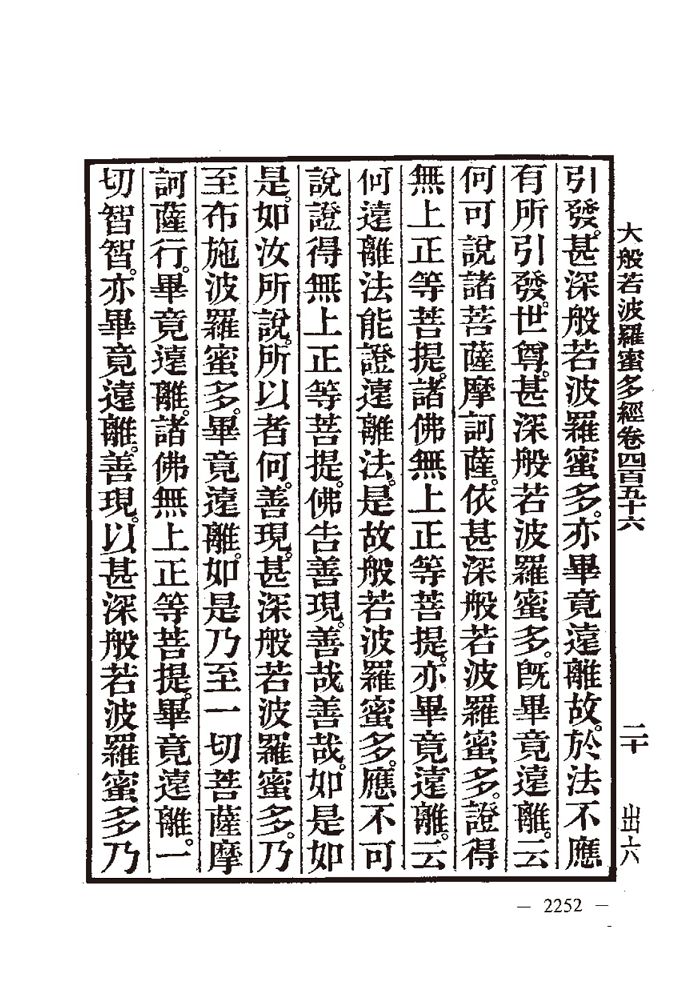 大般若波羅蜜多經卷四百五十六 二十 出六
引發。甚深般若波羅蜜多。亦畢竟遠離故。於法不應
有所引發。世尊。甚深般若波羅蜜多。旣畢竟遠離。云
何可說諸菩薩摩訶薩。依甚深般若波羅蜜多。證得
無上正等菩提。諸佛無上正等菩提。亦畢竟遠離。云
何遠離法能證遠離法。是故般若波羅蜜多。應不可
說證得無上正等菩提。佛告善現。善哉善哉。如是如
是。如汝所說。所以者何。善現。甚深般若波羅蜜多。乃
至布施波羅蜜多。畢竟遠離。如是乃至一切菩薩摩
訶薩行。畢竟遠離。諸佛無上正等菩提。畢竟遠離。一
切智智。亦畢竟遠離。善現。以甚深般若波羅蜜多乃
— 2252 —